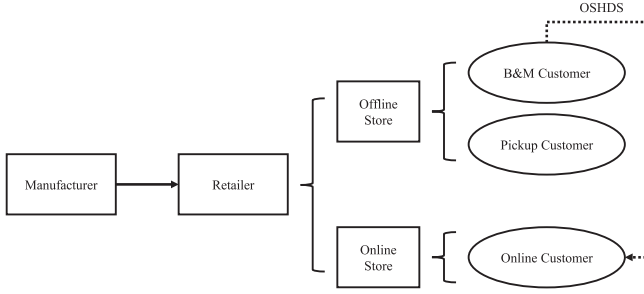 OSHDS
B&M Customer
Offline
Store
Pickup Customer
Manufacturer
Retailer
Online
Store
Online Customer